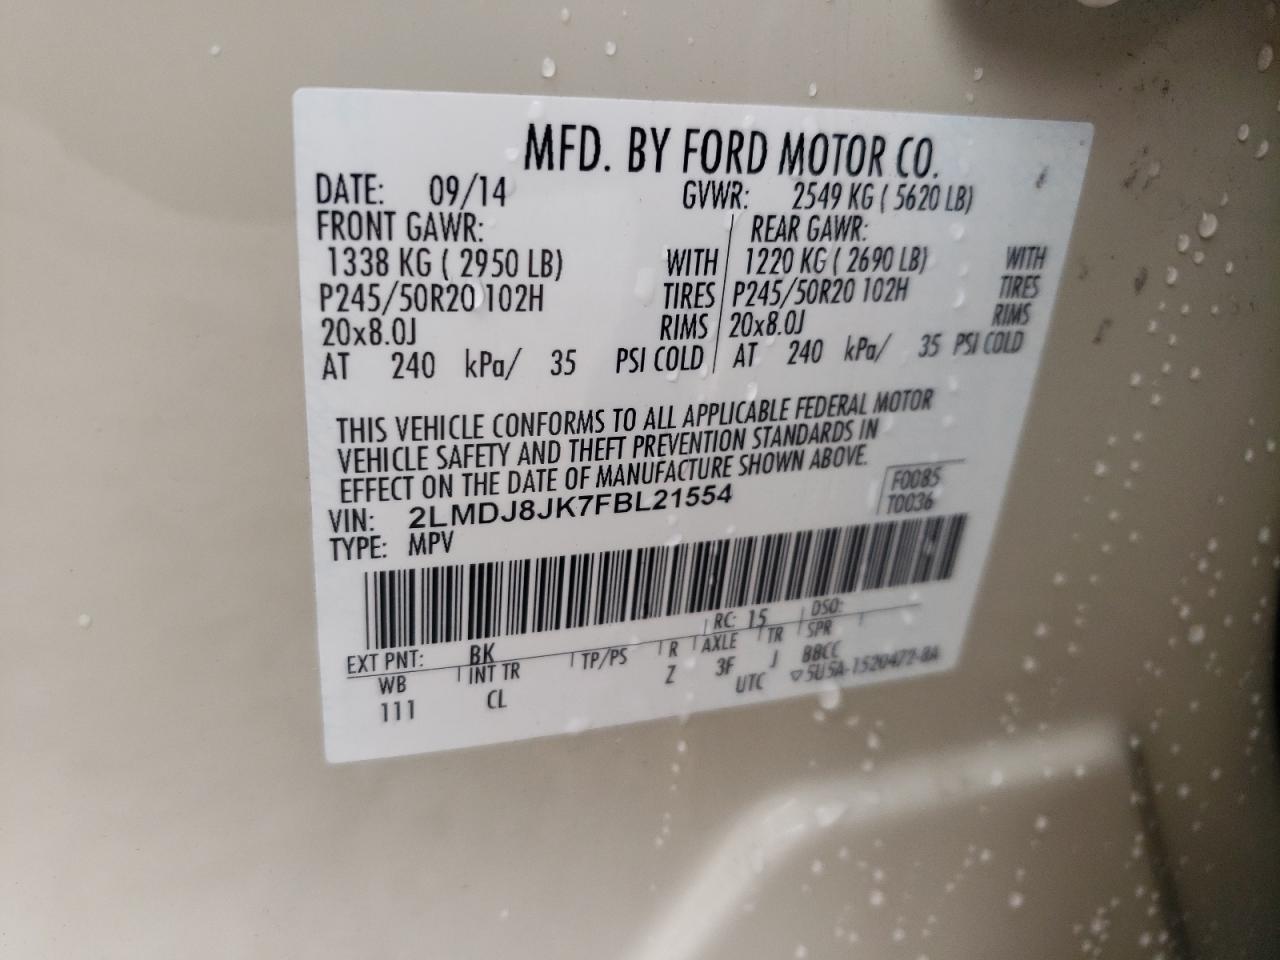 MFD. BY FORD MOTOR CO.
DATE: 09/14 GVWR: 2549 KG ( 5620 LB)
FRONT GAWR: REAR GAWR:
1338 KG ( 2950 LB) WITH 1220 KG ( 2690 LB) WITH
P245/50R20 102H TIRES P245/50R20 102H TIRES
20x8.0J RIMS 20x8.0J RIMS
AT 240 kPa/ 35 PSI COLD AT 240 kPa/ 35 PSI COLD
THIS VEHICLE CONFORMS TO ALL APPLICABLE FEDERAL MOTOR
VEHICLE SAFETY AND THEFT PREVENTION STANDARDS IN
EFFECT ON THE DATE OF MANUFACTURE SHOWN ABOVE.
F0085
VIN: 2LMDJ8JK7FBL21554 T0036
TYPE: MPV
RC: 15 DSO:
EXT PNT: BK
WB INT TR TP/PS R AXLE TR SPR
111 CL Z 3F J BBCC
UTC ▽5U5A-1520472-BA